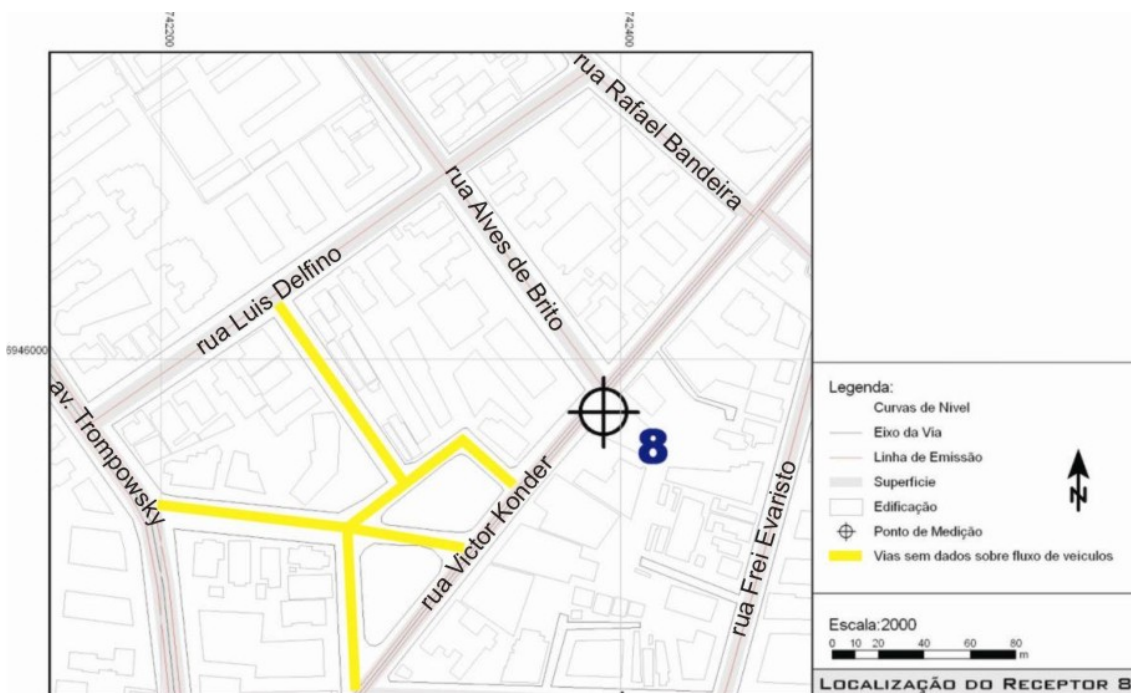 742200
742400
rua Rafael Bandeira
rua Alves de Brito
rua Luis Delfino
6946000
av. Trompowsky
8
rua Victor Konder
rua Frei Evaristo
Legenda:
Curvas de Nivel
Eixo da Via
Linha de Emissão
Superficie
Edificação
Ponto de Medição
Vias sem dados sobre fluxo de veículos
N
Escala:2000
0 10 20 40 60 80
m
LOCALIZAÇÃO DO RECEPTOR 8